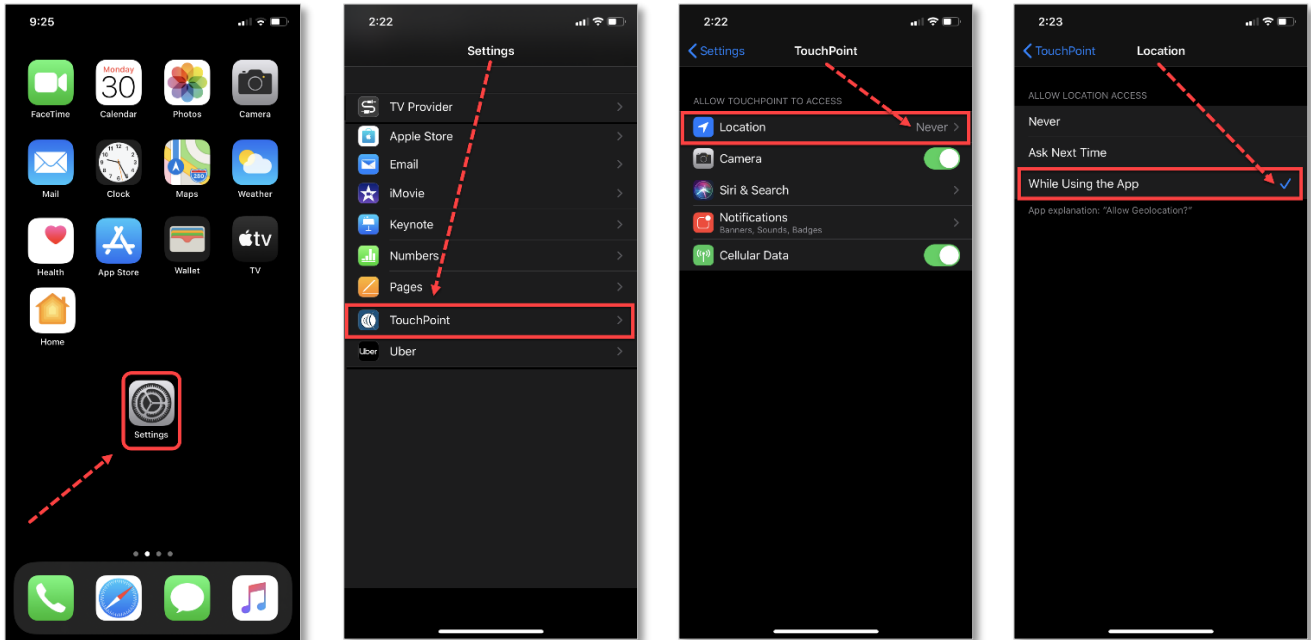 9:25
Monday
30
FaceTime
Calendar
Photos
Camera
12
280
Mail
Clock
Maps
Weather
tv
Health
App Store
Wallet
TV
Home
Settings
2:22
Settings
TV Provider
Apple Store
Email
iMovie
Keynote
Numbers
Pages
TouchPoint
Uber
Uber
2:22
Settings
TouchPoint
ALLOW TOUCHPOINT TO ACCESS
Location
Never
Camera
Siri & Search
Notifications
Banners, Sounds, Badges
Cellular Data
2:23
TouchPoint
Location
ALLOW LOCATION ACCESS
Never
Ask Next Time
While Using the App
App explanation: “Allow Geolocation?”